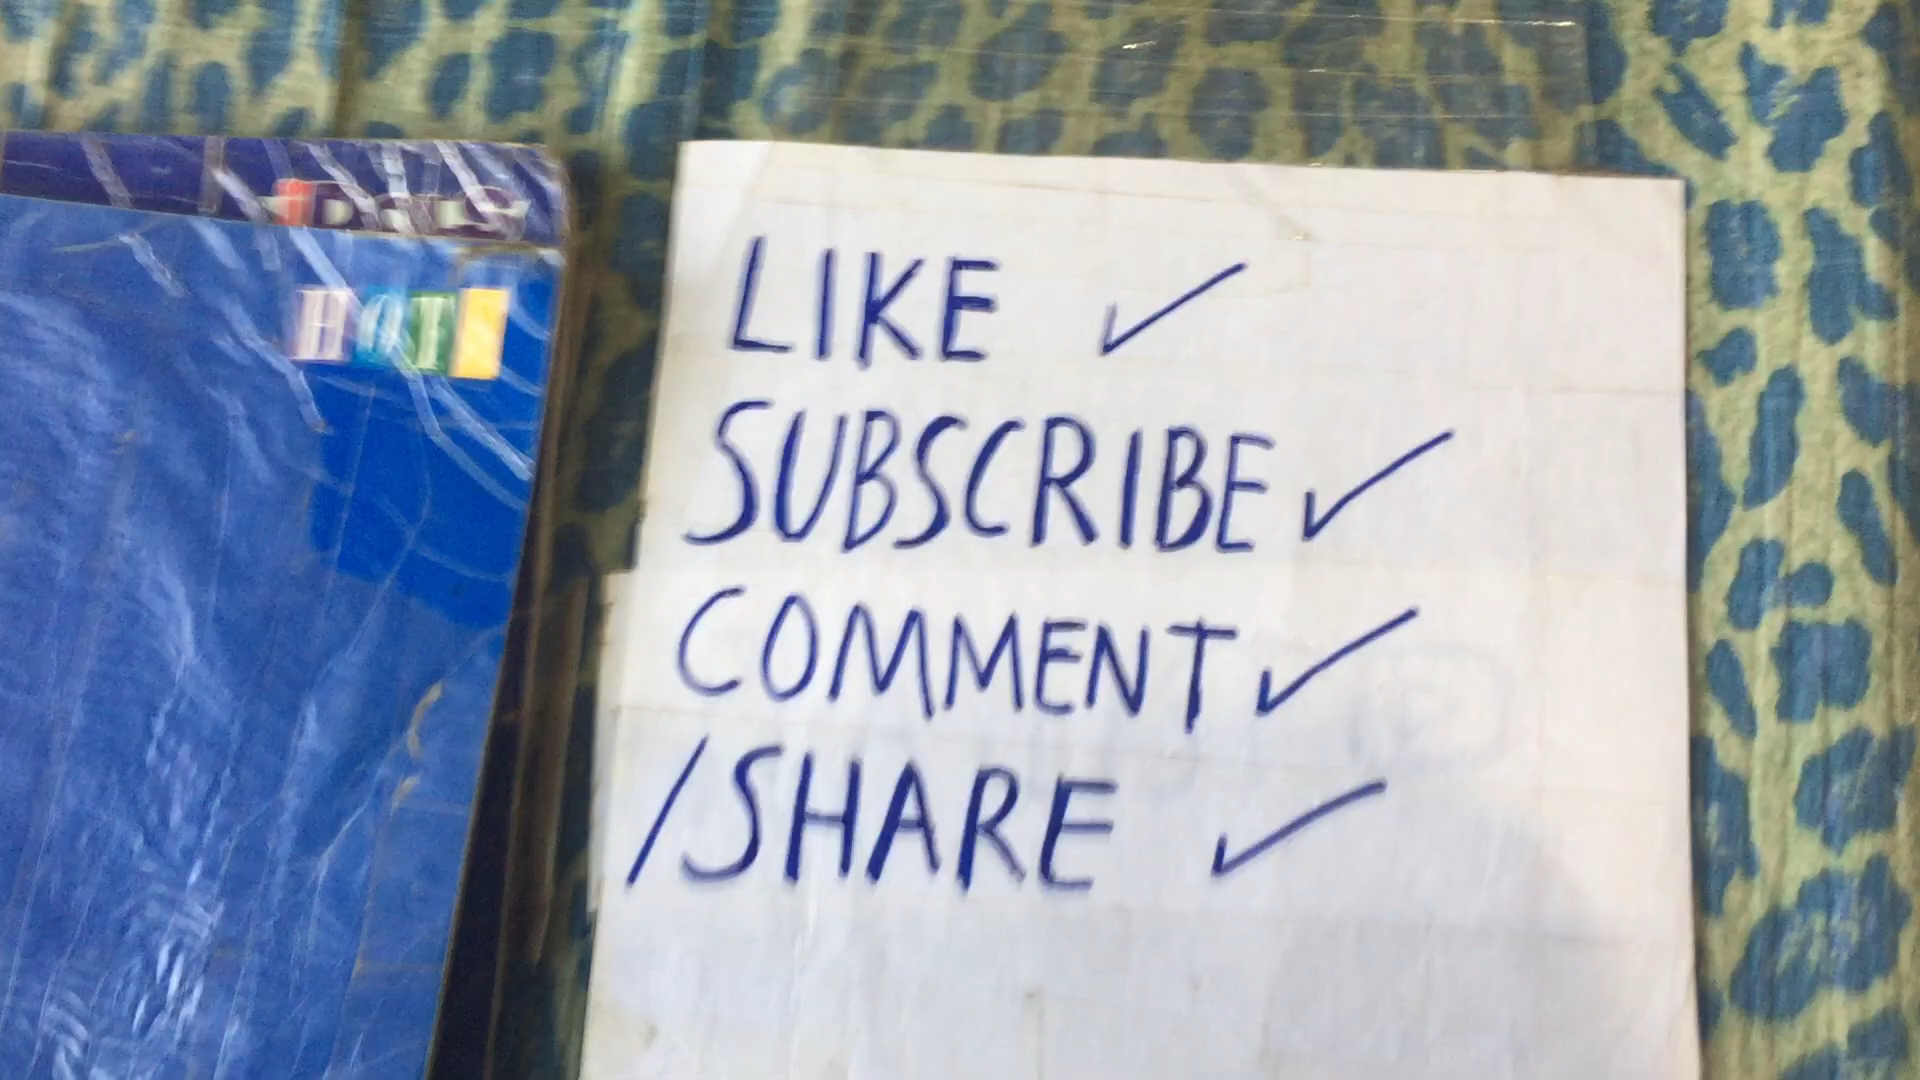 LIKE ✓
SUBSCRIBE ✓
COMMENT ✓
/SHARE ✓